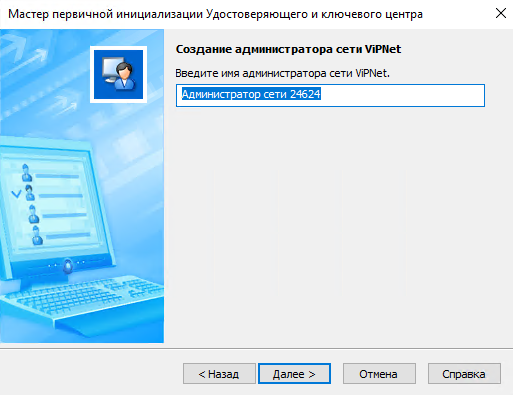 Мастер первичной инициализации Удостоверяющего и ключевого центра
Создание администратора сети ViPNet
Введите имя администратора сети ViPNet.
Администратор сети 24624
< Назад
Далее >
Отмена
Справка